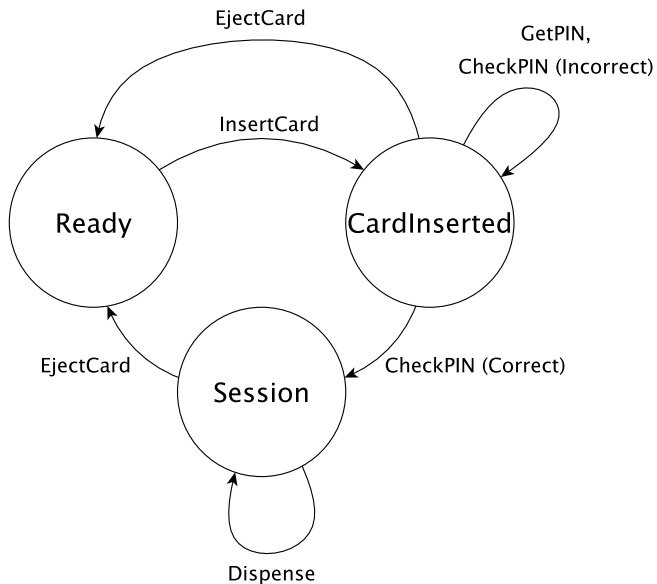 EjectCard
GetPIN,
CheckPIN (Incorrect)
InsertCard
Ready
CardInserted
EjectCard
CheckPIN (Correct)
Session
Dispense